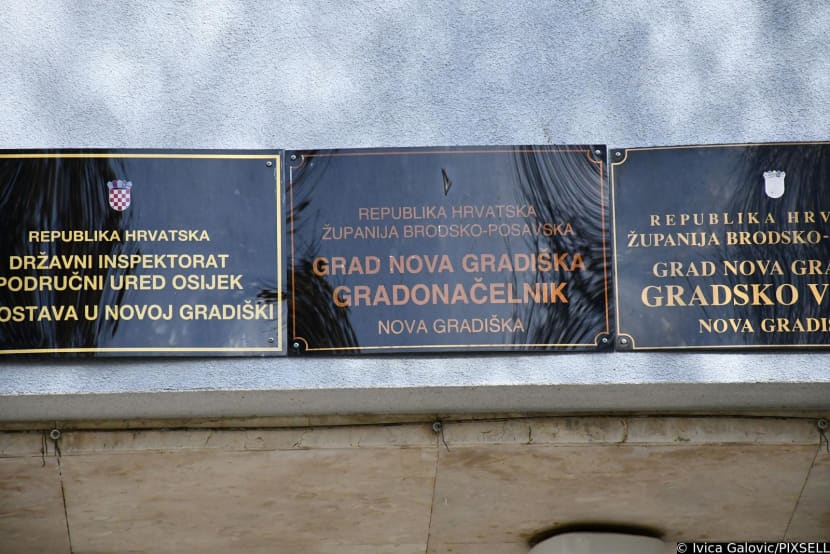 REPUBLIKA HRVATSKA
DRŽAVNI INSPEKTORAT
PODRUČNI URED OSIJEK
OSTAVA U NOVOJ GRADIŠKI
REPUBLIKA HRVATSKA
ŽUPANIJA BRODSKO-POSAVSKA
GRAD NOVA GRADIŠKA
GRADONAČELNIK
NOVA GRADIŠKA
REPUBLIKA HRV
ŽUPANIJA BRODSKO-
GRAD NOVA GRA
GRADSKO V
NOVA GRADIŠ
© Ivica Galovic/PIXSELL